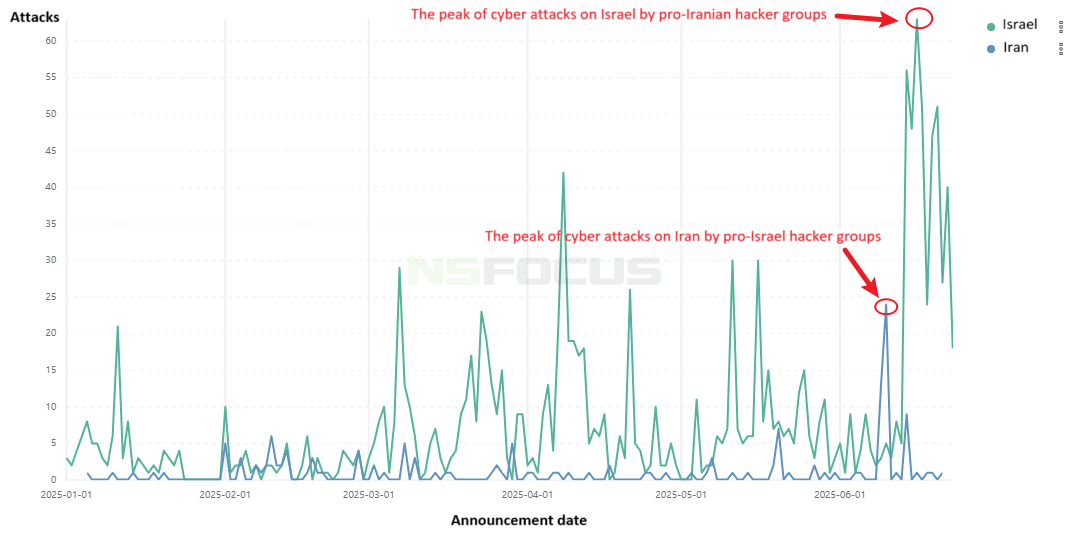 Attacks
The peak of cyber attacks on Israel by pro-Iranian hacker groups
Israel
Iran
60
55
50
45
40
35
The peak of cyber attacks on Iran by pro-Israel hacker groups
30
NSFOCUS
25
20
15
10
5
0
2025-01-01 2025-02-01 2025-03-01 2025-04-01 2025-05-01 2025-06-01
Announcement date